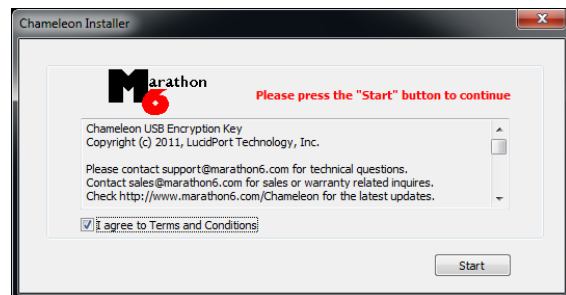 Chameleon Installer
Marathon
6
Please press the "Start" button to continue
Chameleon USB Encryption Key
Copyright (c) 2011, LucidPort Technology, Inc.
Please contact support@marathon6.com for technical questions.
Contact sales@marathon6.com for sales or warranty related inquires.
Check http://www.marathon6.com/Chameleon for the latest updates.
I agree to Terms and Conditions
Start